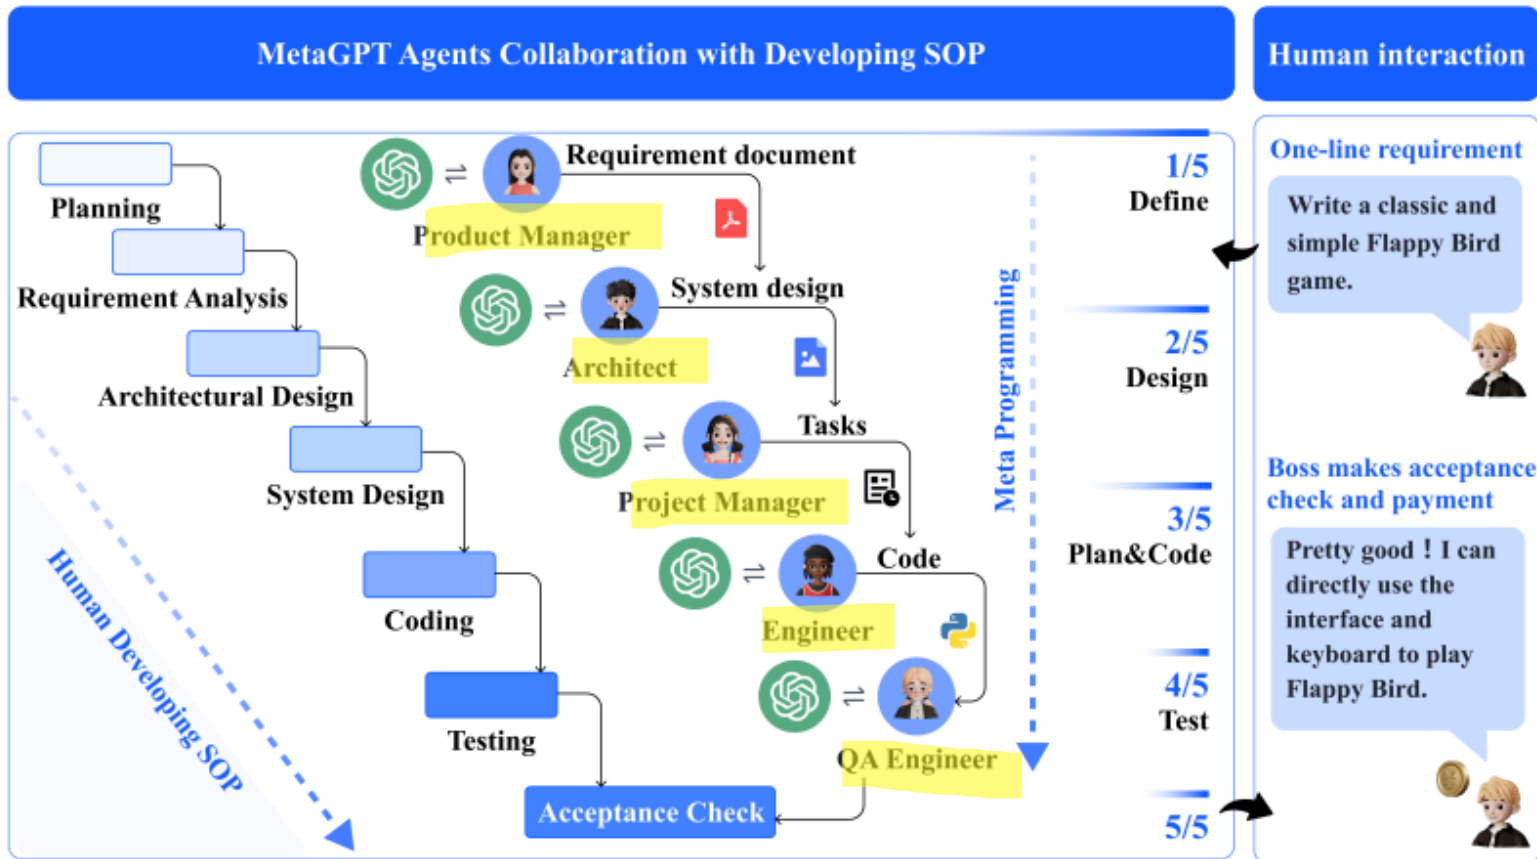 MetaGPT Agents Collaboration with Developing SOP
Human interaction
Planning
Requirement Analysis
Architectural Design
System Design
Coding
Testing
Acceptance Check
Human Developing SOP
Requirement document
Product Manager
System design
Architect
Tasks
Project Manager
Code
Engineer
QA Engineer
Meta Programming
1/5
Define
2/5
Design
3/5
Plan&Code
4/5
Test
5/5
One-line requirement
Write a classic and
simple Flappy Bird
game.
Boss makes acceptance
check and payment
Pretty good ! I can
directly use the
interface and
keyboard to play
Flappy Bird.